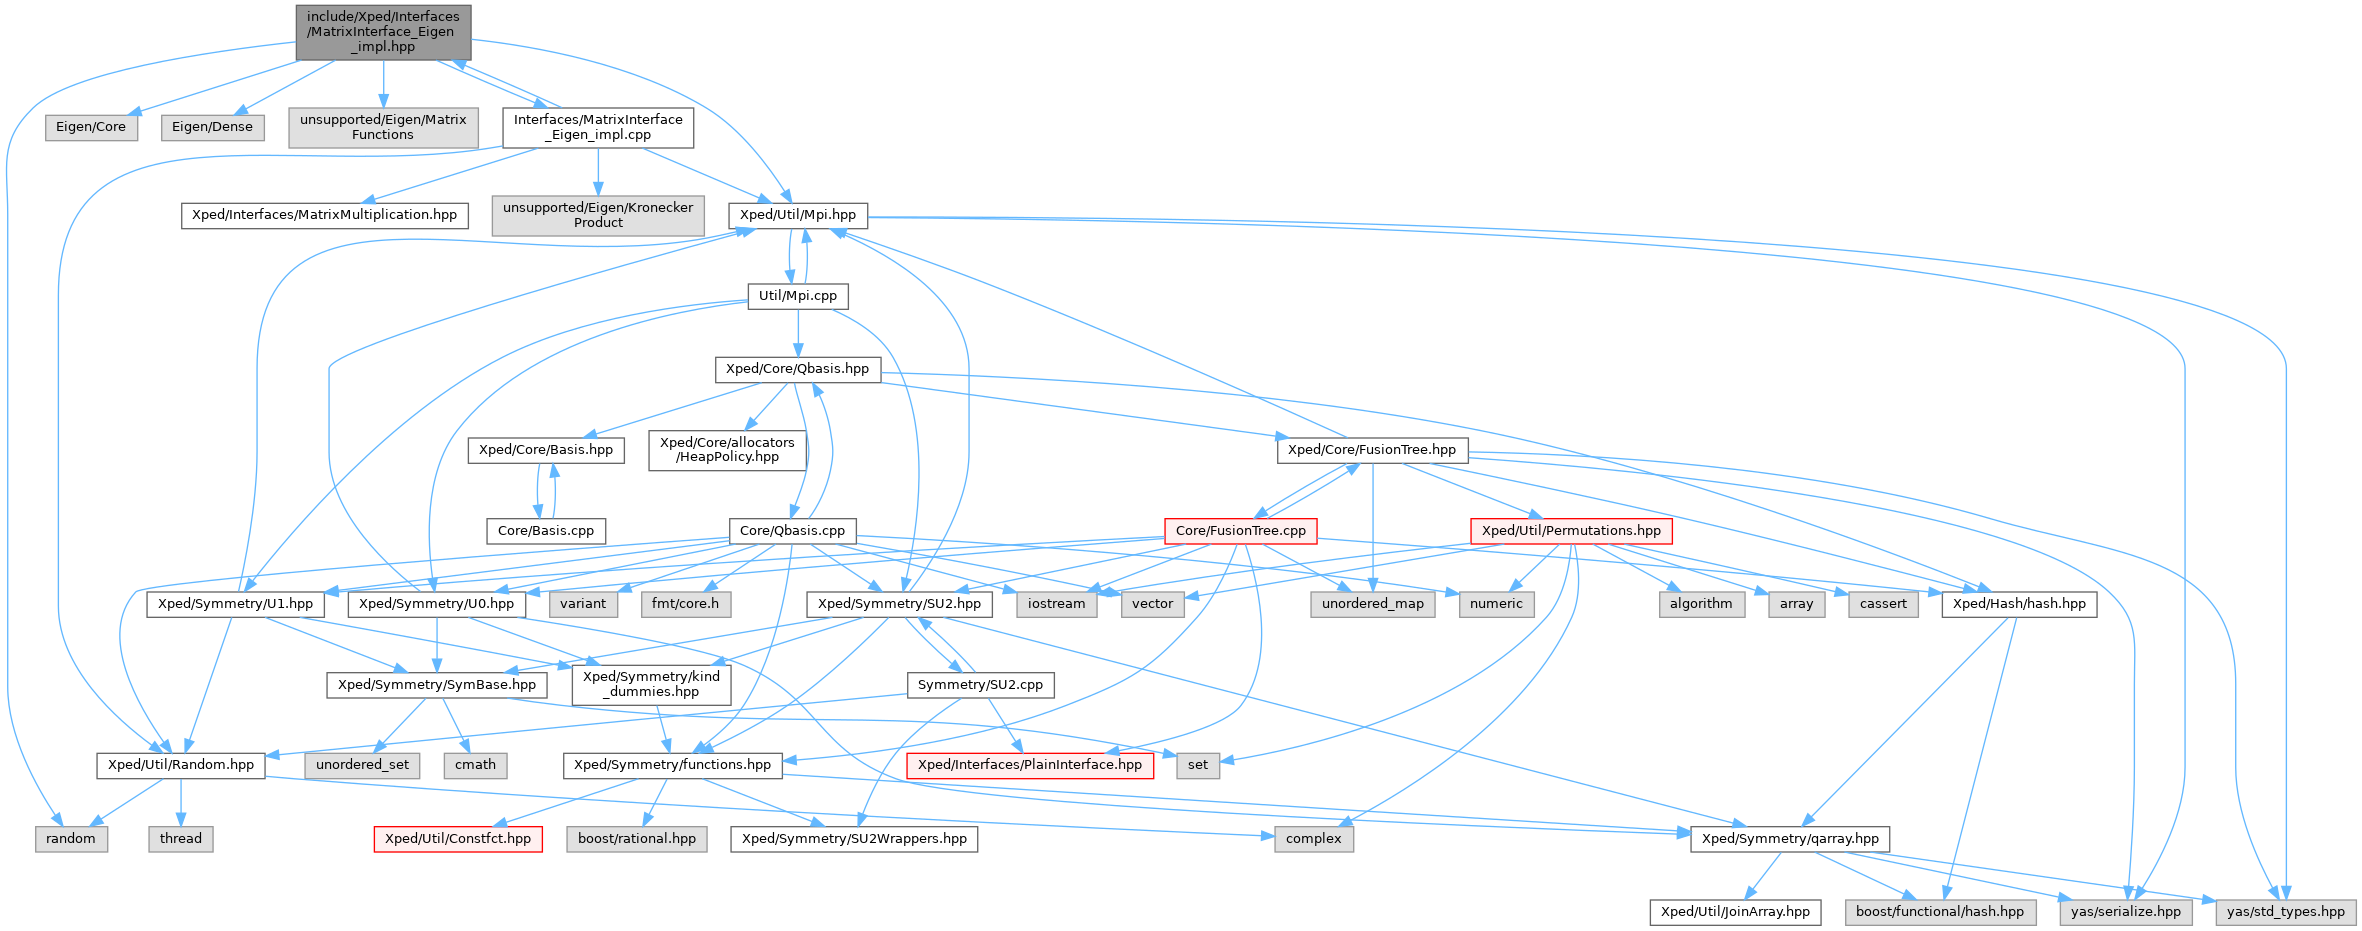 include/Xped/Interfaces
/MatrixInterface_Eigen
_impl.hpp
Eigen/Core
Eigen/Dense
unsupported/Eigen/Matrix
Functions
Interfaces/MatrixInterface
_Eigen_impl.cpp
Xped/Interfaces/MatrixMultiplication.hpp
unsupported/Eigen/Kronecker
Product
Xped/Util/Mpi.hpp
Util/Mpi.cpp
Xped/Core/Qbasis.hpp
Xped/Core/Basis.hpp
Xped/Core/allocators
/HeapPolicy.hpp
Xped/Core/FusionTree.hpp
Core/Basis.cpp
Core/Qbasis.cpp
Core/FusionTree.cpp
Xped/Util/Permutations.hpp
Xped/Symmetry/U1.hpp
Xped/Symmetry/U0.hpp
variant
fmt/core.h
Xped/Symmetry/SU2.hpp
iostream
vector
unordered_map
numeric
algorithm
array
cassert
Xped/Hash/hash.hpp
Xped/Symmetry/SymBase.hpp
Xped/Symmetry/kind
_dummies.hpp
Symmetry/SU2.cpp
Xped/Util/Random.hpp
unordered_set
cmath
Xped/Symmetry/functions.hpp
Xped/Interfaces/PlainInterface.hpp
set
random
thread
Xped/Util/Constfct.hpp
boost/rational.hpp
Xped/Symmetry/SU2Wrappers.hpp
complex
Xped/Symmetry/qarray.hpp
Xped/Util/JoinArray.hpp
boost/functional/hash.hpp
yas/serialize.hpp
yas/std_types.hpp